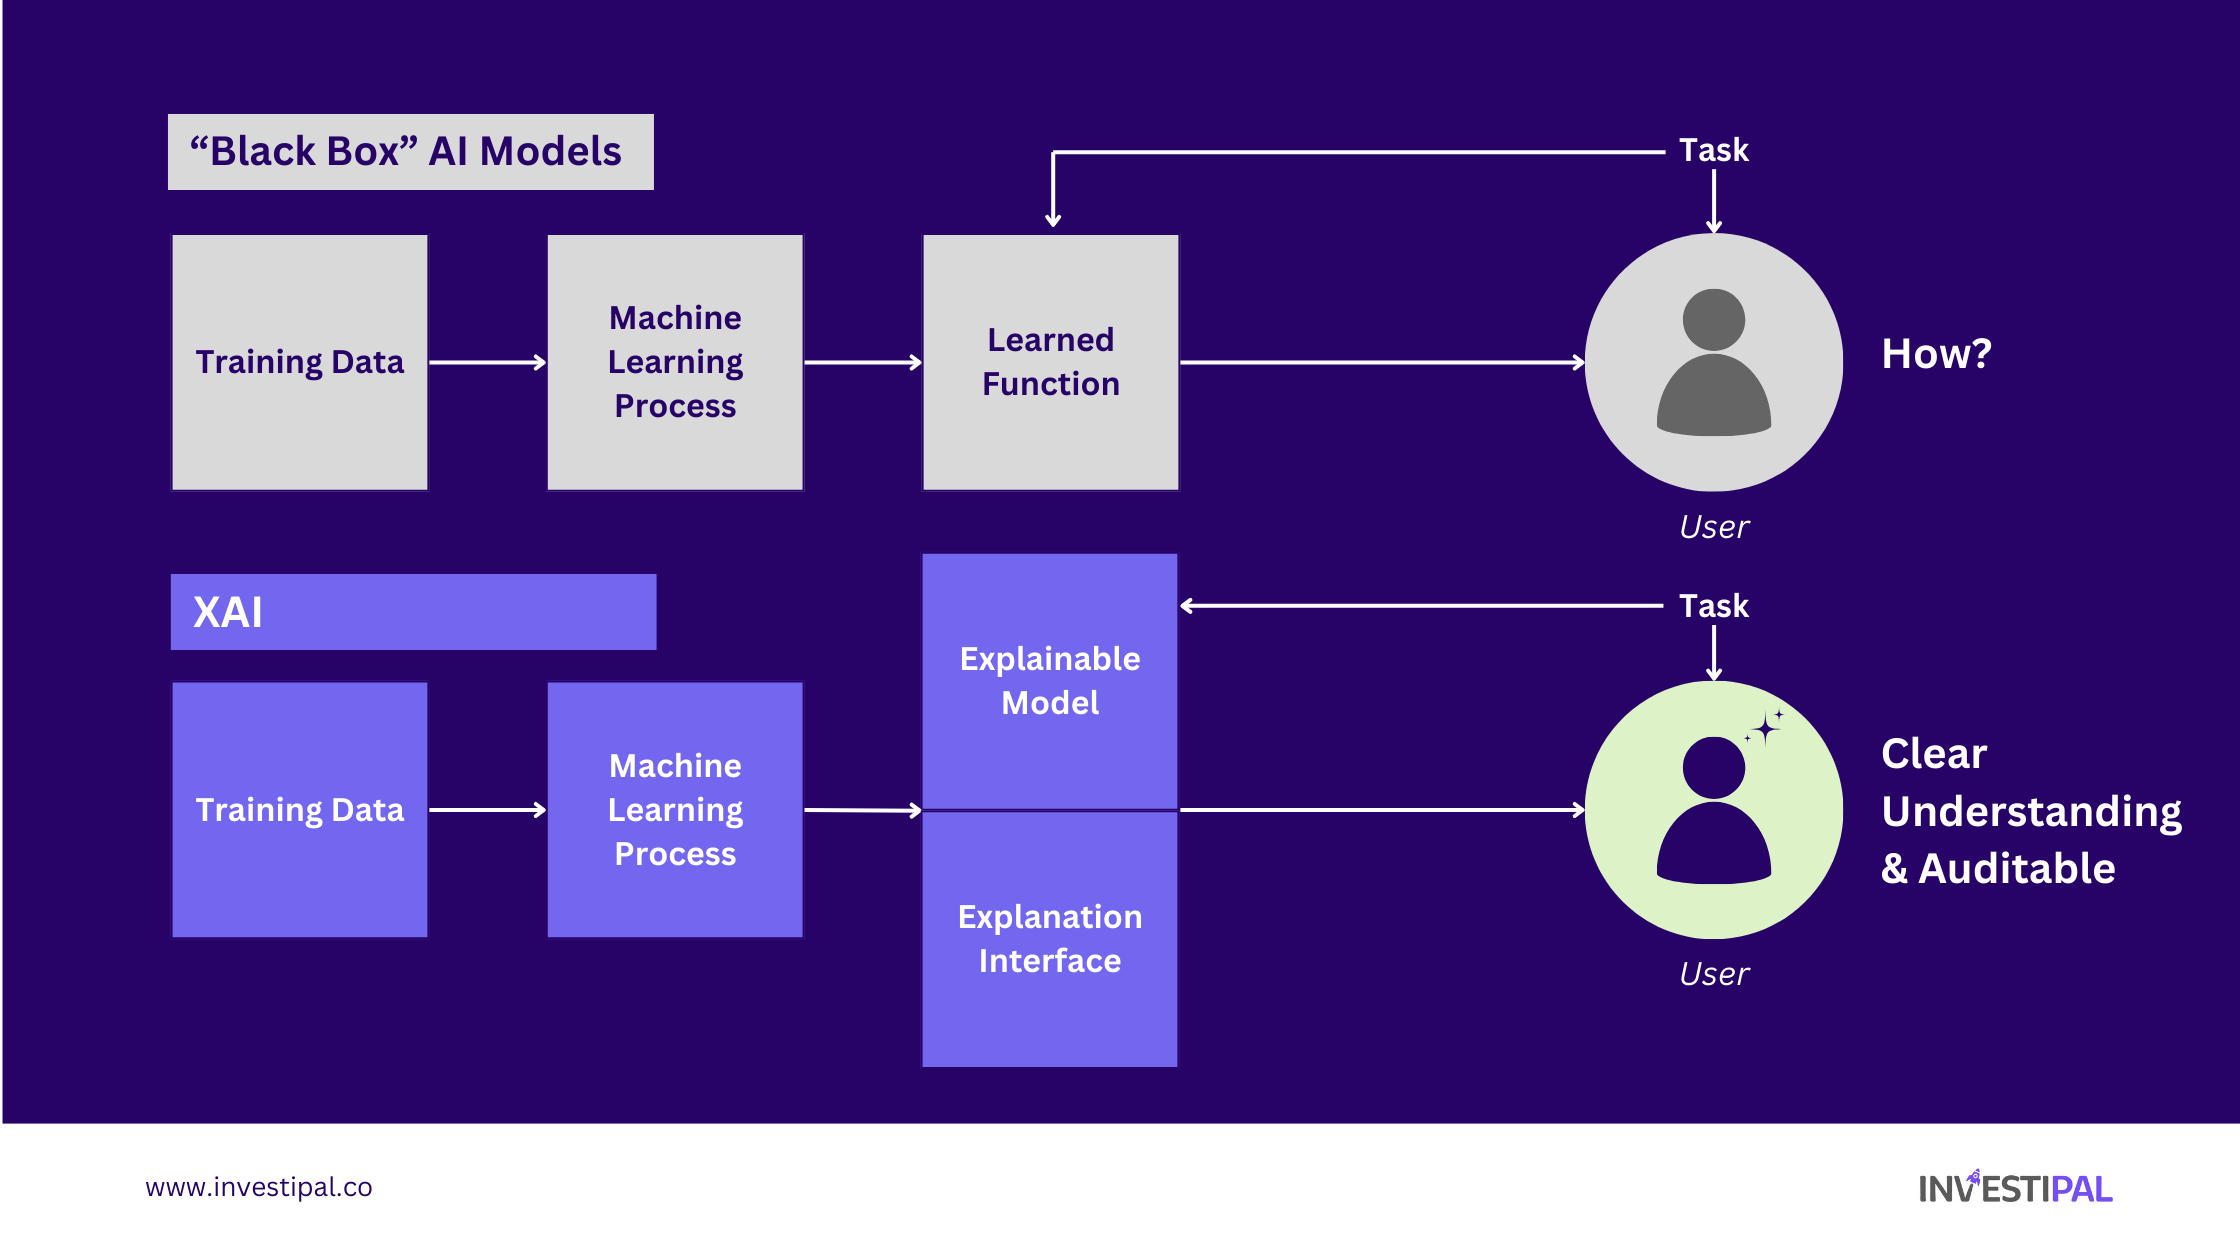 “Black Box” AI Models
Task
Training Data
Machine
Learning
Process
Learned
Function
How?
User
XAI
Task
Explainable
Model
Training Data
Machine
Learning
Process
Explanation
Interface
Clear
Understanding
& Auditable
User
www.investipal.co
INVESTIPAL